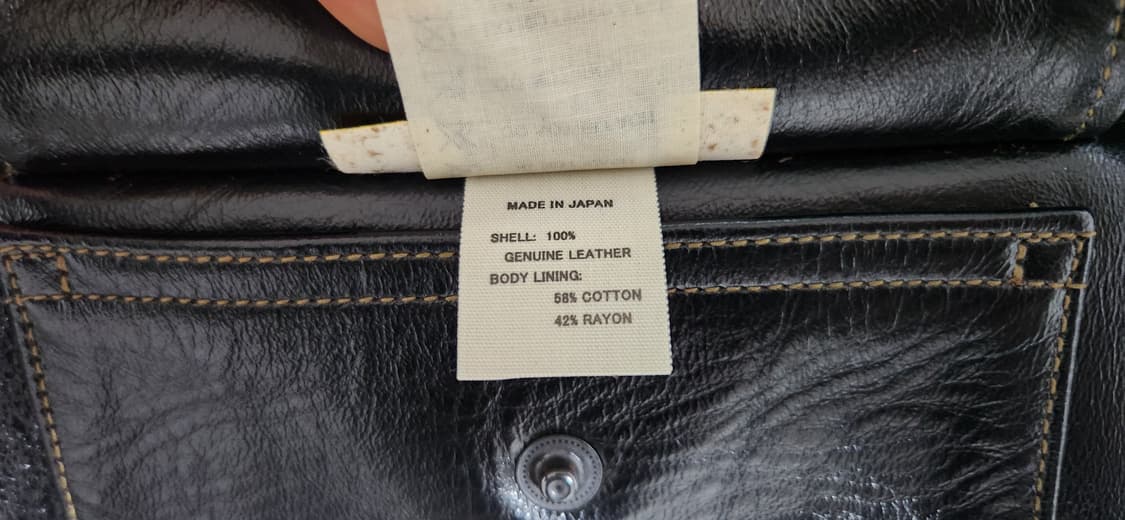 MADE IN JAPAN
SHELL: 100%
GENUINE LEATHER
BODY LINING:
58% COTTON
42% RAYON